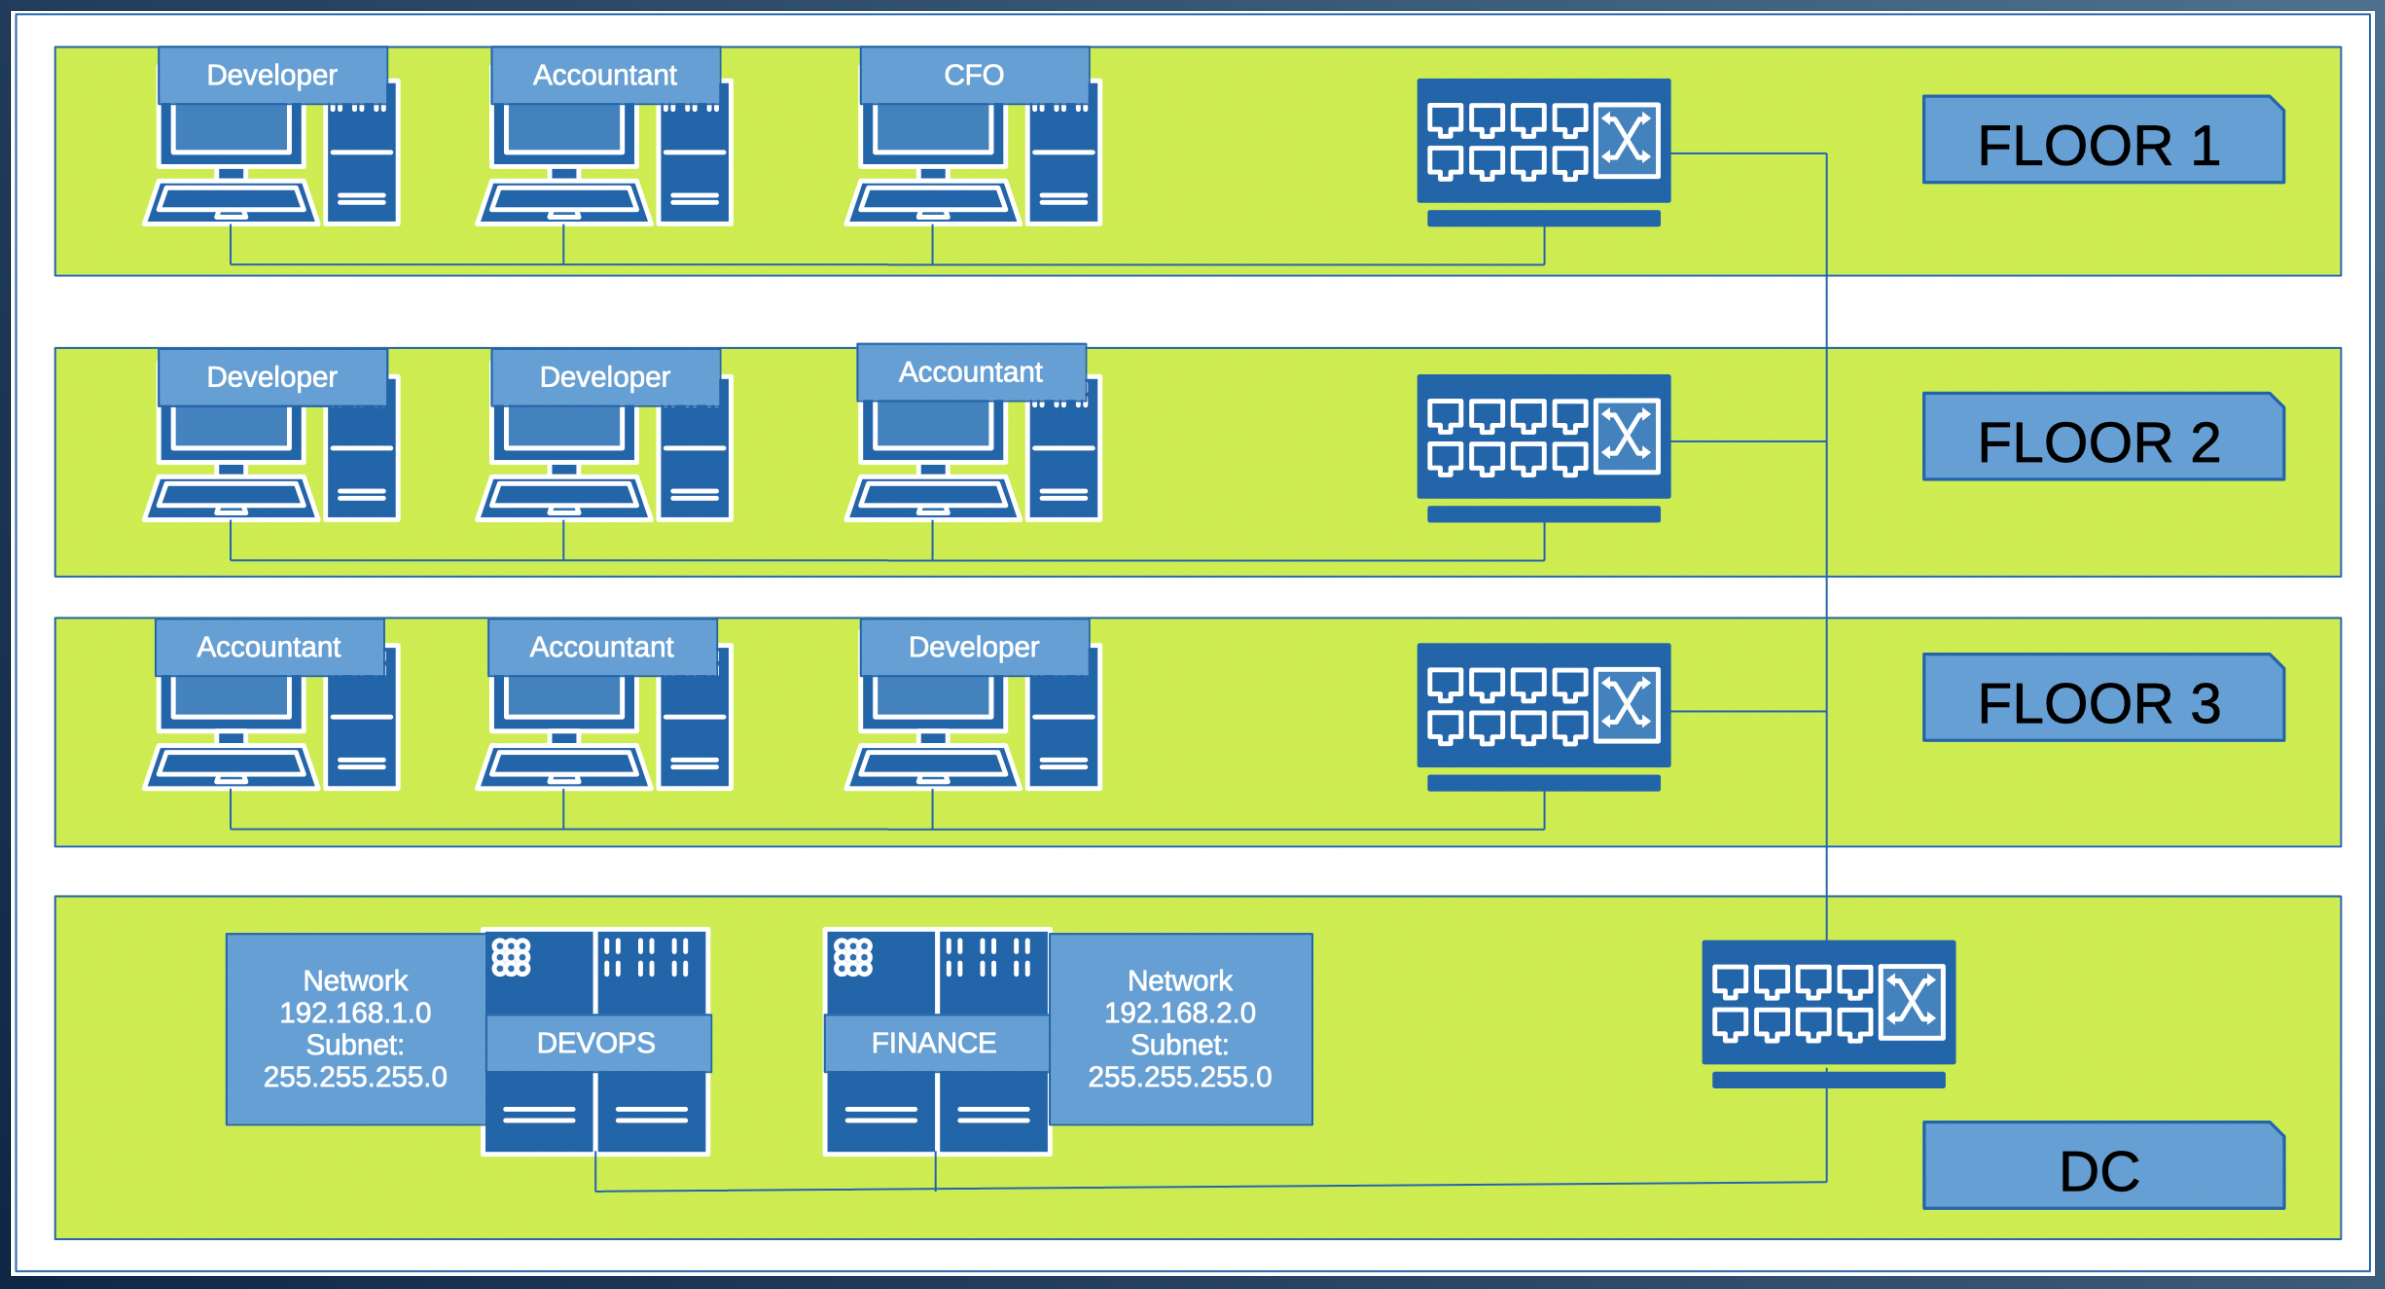 Developer
Accountant
CFO
FLOOR 1
Developer
Developer
Accountant
FLOOR 2
Accountant
Accountant
Developer
FLOOR 3
Network
192.168.1.0
Subnet:
255.255.255.0
DEVOPS
FINANCE
Network
192.168.2.0
Subnet:
255.255.255.0
DC